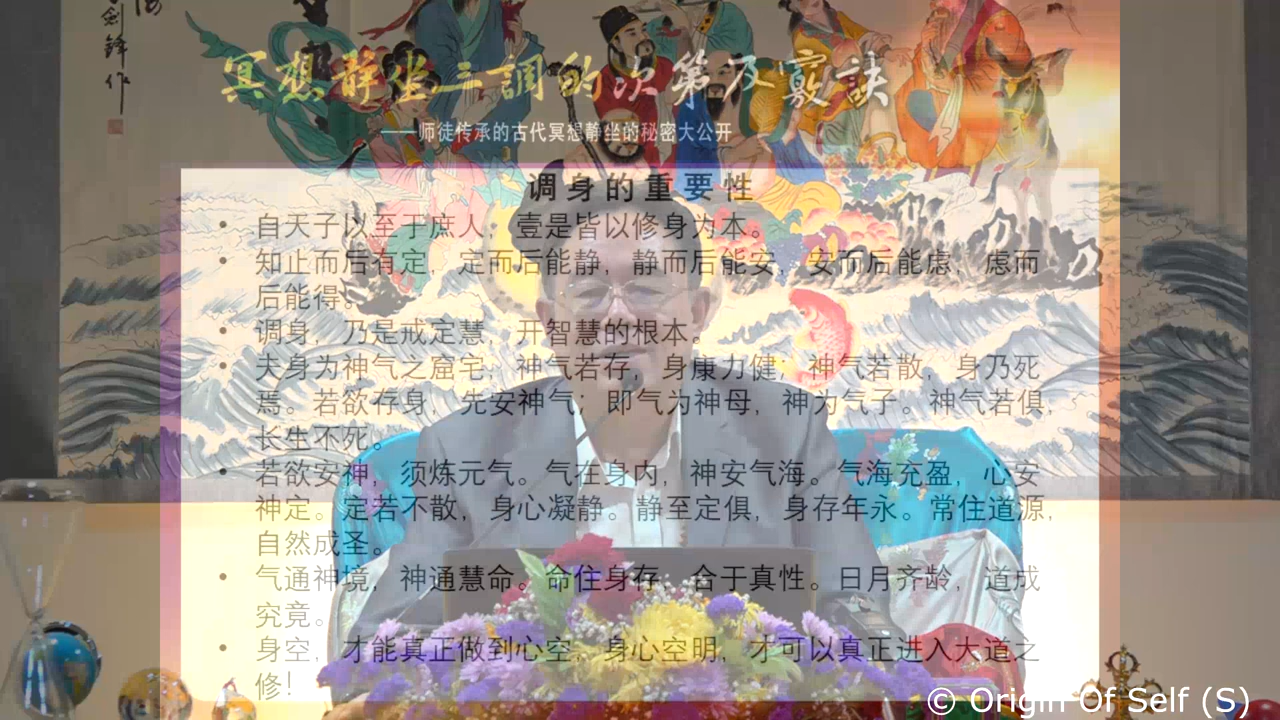 剑锋作
冥想静坐三調的次第及密訣
——师徒传承的古代冥想静坐的秘密大公开
调身的重要性
• 自天子以至于庶人，壹是皆以修身为本。
• 知止而后有定，定而后能静，静而后能安，安而后能虑，虑而
后能得。
• 调身，乃是戒定慧，开智慧的根本。
• 夫身为神气之窟宅，神气若存，身康力健；神气若散，身乃死
焉。若欲存身，先安神气；即气为神母，神为气子。神气若俱，
长生不死。
• 若欲安神，须炼元气。气在身内，神安气海。气海充盈，心安
神定。定若不散，身心凝静。静至定俱，身存年永。常住道源，
自然成圣。
• 气通神境，神通慧命。命住身存，合于真性。日月齐龄，道成
究竟。
• 身空，才能真正做到心空，身心空明，才可以真正进入大道之
修！
© Origin Of Self (S)